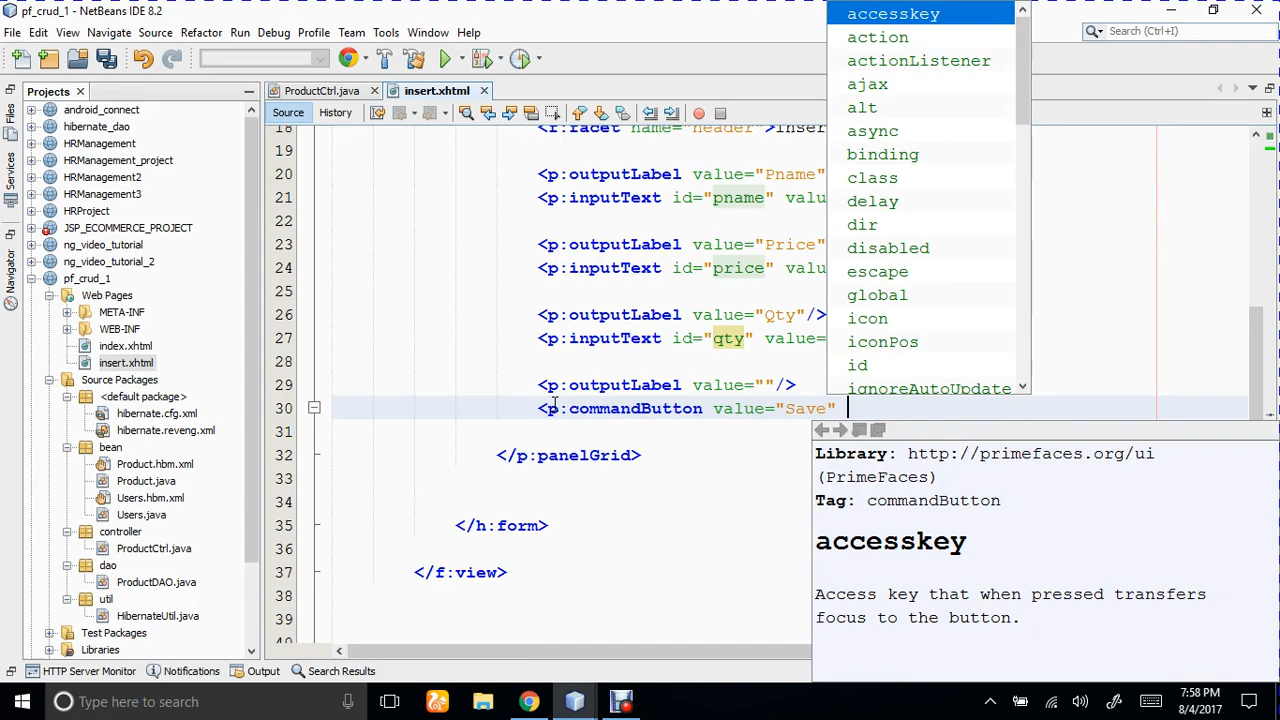 pf_crud_1 - NetBeans IDE 8.2
File Edit View Navigate Source Refactor Run Debug Profile Team Tools Window Help
Search (Ctrl+I)
Projects
ProductCtrl.java
insert.xhtml
Source
History
Files
Services
Navigator
android_connect
hibernate_dao
HRManagement
HRManagement_project
HRManagement2
HRManagement3
HRProject
JSP_ECOMMERCE_PROJECT
ng_video_tutorial
ng_video_tutorial_2
pf_crud_1
Web Pages
META-INF
WEB-INF
index.xhtml
insert.xhtml
Source Packages
<default package>
hibernate.cfg.xml
hibernate.reveng.xml
bean
Product.hbm.xml
Product.java
Users.hbm.xml
Users.java
controller
ProductCtrl.java
dao
ProductDAO.java
util
HibernateUtil.java
Test Packages
Libraries
18 <f:facet name="header">Inser
19
20 <p:outputLabel value="Pname"
21 <p:inputText id="pname" valu
22
23 <p:outputLabel value="Price"
24 <p:inputText id="price" valu
25
26 <p:outputLabel value="Qty"/>
27 <p:inputText id="qty" value=
28
29 <p:outputLabel value=""/>
30 <p:commandButton value="Save"
31
32 </p:panelGrid>
33
34
35 </h:form>
36
37 </f:view>
38
39
40
accesskey
action
actionListener
ajax
alt
async
binding
class
delay
dir
disabled
escape
global
icon
iconPos
id
ignoreAutoUpdate
Library: http://primefaces.org/ui
(PrimeFaces)
Tag: commandButton
accesskey
Access key that when pressed transfers
focus to the button.
HTTP Server Monitor
Notifications
Output
Search Results
Type here to search
7:58 PM
8/4/2017